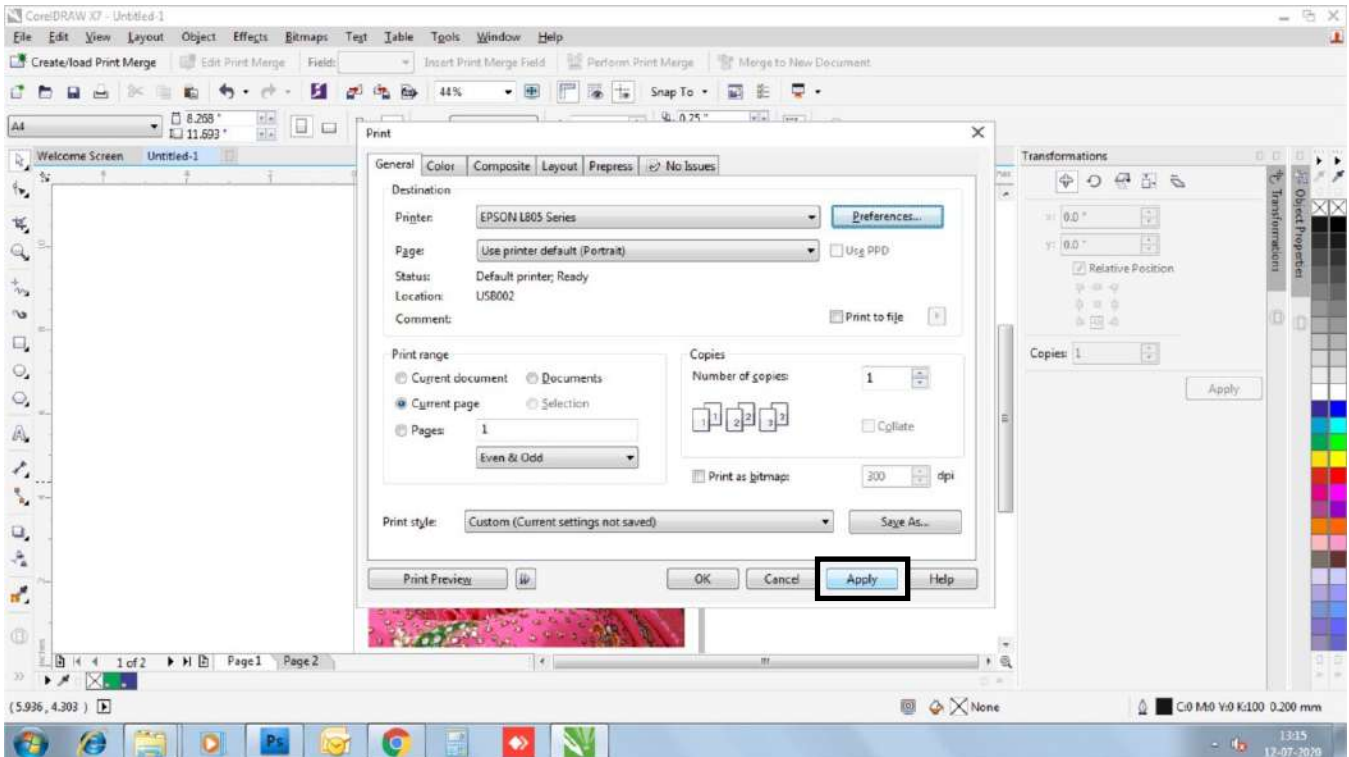 CorelDRAW X7 - Untitled-1
File Edit View Layout Object Effects Bitmaps Text Table Tools Window Help
Create/load Print Merge Edit Print Merge Field: Insert Print Merge Field Perform Print Merge Merge to New Document
44% Snap To
A4 8.268 " 11.693 " 0.25 "
Welcome Screen Untitled-1
Print
General Color Composite Layout Prepress No Issues
Destination
Printer: EPSON L805 Series Preferences...
Page: Use printer default (Portrait) Use PPD
Status: Default printer; Ready
Location: USB002
Comment: Print to file
Print range
Current document Documents
Current page Selection
Pages: 1
Even & Odd
Copies
Number of copies: 1
1 1 2 2 3 3
Collate
Print as bitmap: 300 dpi
Print style: Custom (Current settings not saved) Save As...
Print Preview OK Cancel Apply Help
Transformations
x: 0.0 "
y: 0.0 "
Relative Position
Copies: 1
Apply
Transformations
Object Properties
inches
1 of 2 Page1 Page 2
(5.936, 4.303 ) None C:0 M:0 Y:0 K:100 0.200 mm
Ps
13:15
12-07-2020